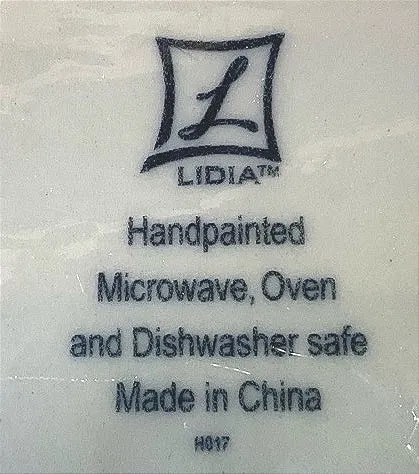 L
LIDIA™
Handpainted
Microwave, Oven
and Dishwasher safe
Made in China
H017